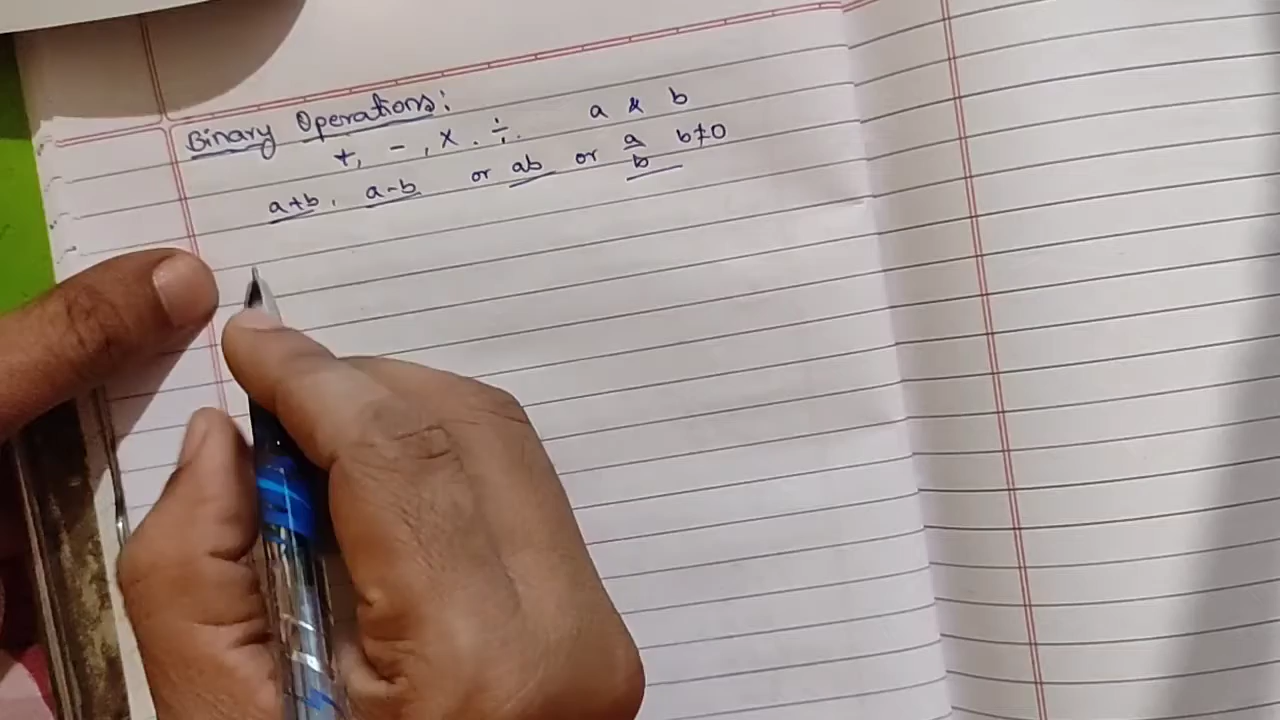 Binary Operations:
+, -, x. ÷. a & b
a+b, a-b or ab or a/b b≠0